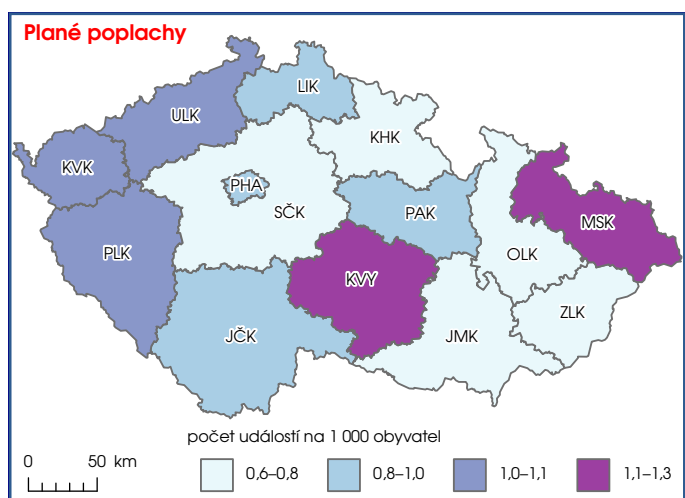 Plané poplachy
LIK
ULK
KHK
KVK
PHA
SČK
PAK
MSK
PLK
OLK
KVY
ZLK
JČK
JMK
počet událostí na 1 000 obyvatel
0 50 km
0,6–0,8 0,8–1,0 1,0–1,1 1,1–1,3